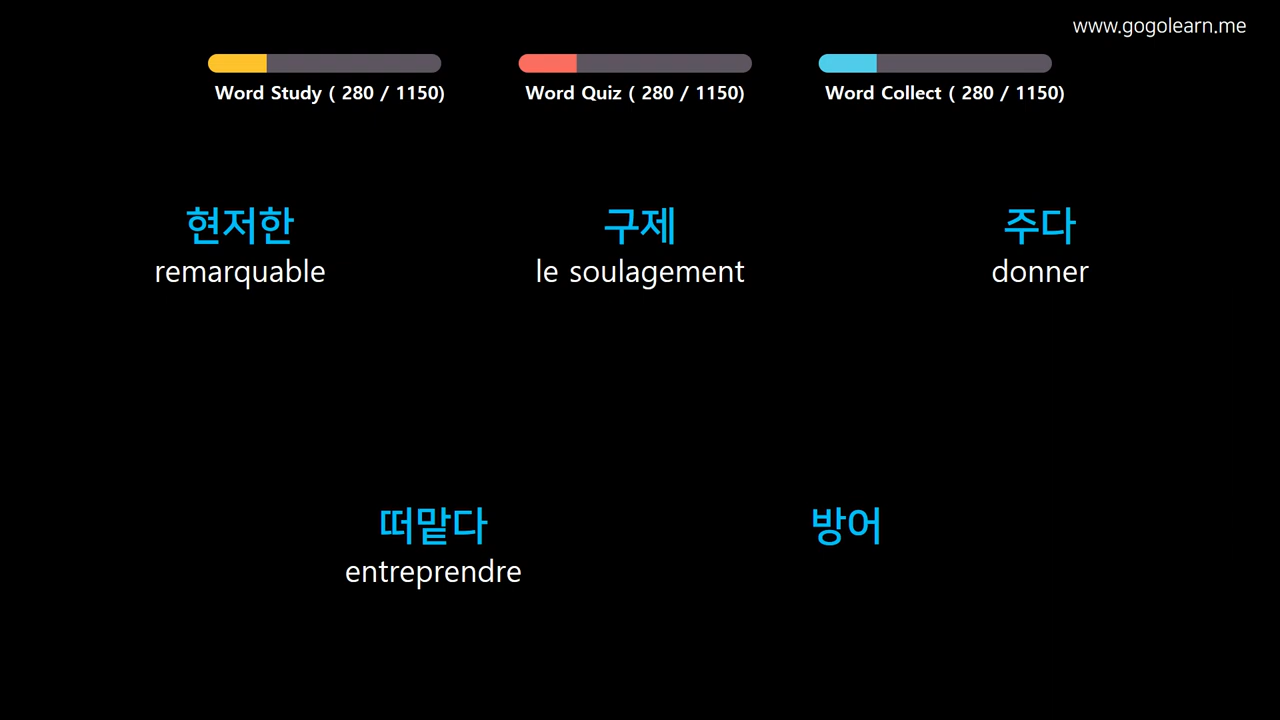 www.gogolearn.me
Word Study ( 280 / 1150)
Word Quiz ( 280 / 1150)
Word Collect ( 280 / 1150)
현저한
remarquable
구제
le soulagement
주다
donner
떠맡다
entreprendre
방어